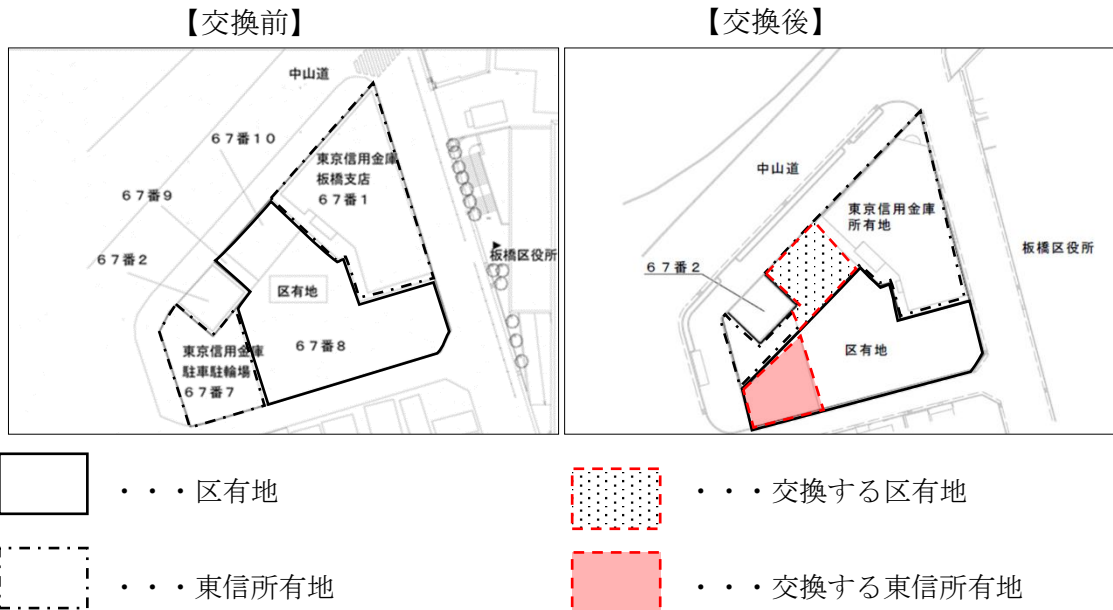 【交換前】
【交換後】
中山道
67番10
東京信用金庫
板橋支店
67番1
67番9
67番2
板橋区役所
区有地
67番8
東京信用金庫
駐車駐輪場
67番7
中山道
東京信用金庫
所有地
板橋区役所
67番2
区有地
・・・区有地
・・・交換する区有地
・・・東信所有地
・・・交換する東信所有地